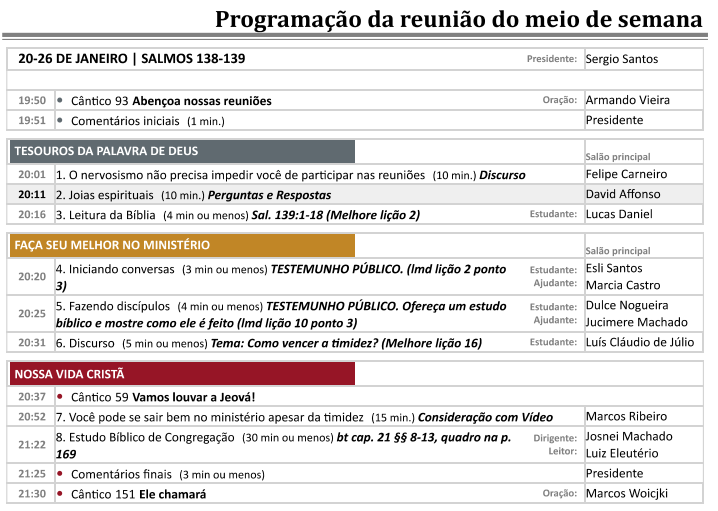 Programação da reunião do meio de semana
20-26 DE JANEIRO | SALMOS 138-139 Presidente: Sergio Santos
19:50 • Cântico 93 Abençoa nossas reuniões Oração: Armando Vieira
19:51 • Comentários iniciais (1 min.) Presidente
TESOUROS DA PALAVRA DE DEUS Salão principal
20:01 1. O nervosismo não precisa impedir você de participar nas reuniões (10 min.) Discurso Felipe Carneiro
20:11 2. Joias espirituais (10 min.) Perguntas e Respostas David Affonso
20:16 3. Leitura da Bíblia (4 min ou menos) Sal. 139:1-18 (Melhore lição 2) Estudante: Lucas Daniel
FAÇA SEU MELHOR NO MINISTÉRIO Salão principal
20:20 4. Iniciando conversas (3 min ou menos) TESTEMUNHO PÚBLICO. (lmd lição 2 ponto Estudante: Esli Santos
3) Ajudante: Marcia Castro
20:25 5. Fazendo discípulos (4 min ou menos) TESTEMUNHO PÚBLICO. Ofereça um estudo Estudante: Dulce Nogueira
bíblico e mostre como ele é feito (lmd lição 10 ponto 3) Ajudante: Jucimere Machado
20:31 6. Discurso (5 min ou menos) Tema: Como vencer a timidez? (Melhore lição 16) Estudante: Luís Cláudio de Júlio
NOSSA VIDA CRISTÃ
20:37 • Cântico 59 Vamos louvar a Jeová!
20:52 7. Você pode se sair bem no ministério apesar da timidez (15 min.) Consideração com Vídeo Marcos Ribeiro
21:22 8. Estudo Bíblico de Congregação (30 min ou menos) bt cap. 21 §§ 8-13, quadro na p. Dirigente: Josnei Machado
169 Leitor: Luiz Eleutério
21:25 • Comentários finais (3 min ou menos) Presidente
21:30 • Cântico 151 Ele chamará Oração: Marcos Woicjki